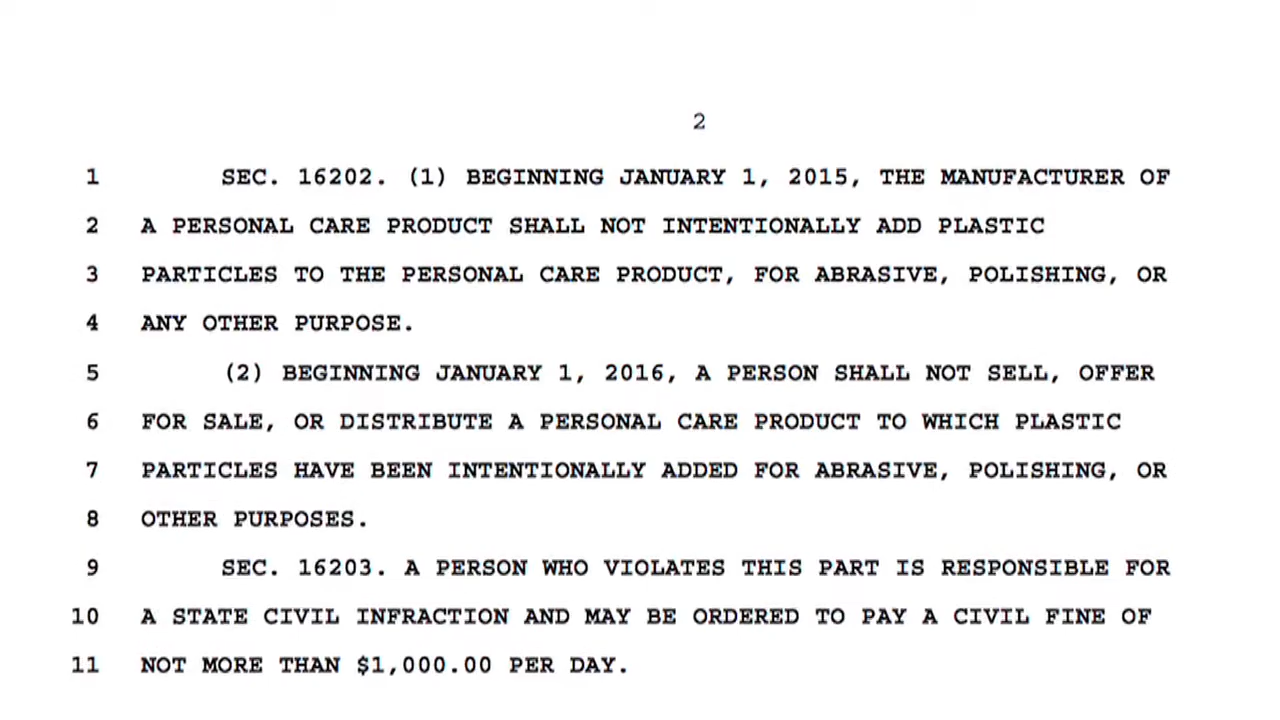 2
1 SEC. 16202. (1) BEGINNING JANUARY 1, 2015, THE MANUFACTURER OF
2 A PERSONAL CARE PRODUCT SHALL NOT INTENTIONALLY ADD PLASTIC
3 PARTICLES TO THE PERSONAL CARE PRODUCT, FOR ABRASIVE, POLISHING, OR
4 ANY OTHER PURPOSE.
5 (2) BEGINNING JANUARY 1, 2016, A PERSON SHALL NOT SELL, OFFER
6 FOR SALE, OR DISTRIBUTE A PERSONAL CARE PRODUCT TO WHICH PLASTIC
7 PARTICLES HAVE BEEN INTENTIONALLY ADDED FOR ABRASIVE, POLISHING, OR
8 OTHER PURPOSES.
9 SEC. 16203. A PERSON WHO VIOLATES THIS PART IS RESPONSIBLE FOR
10 A STATE CIVIL INFRACTION AND MAY BE ORDERED TO PAY A CIVIL FINE OF
11 NOT MORE THAN $1,000.00 PER DAY.